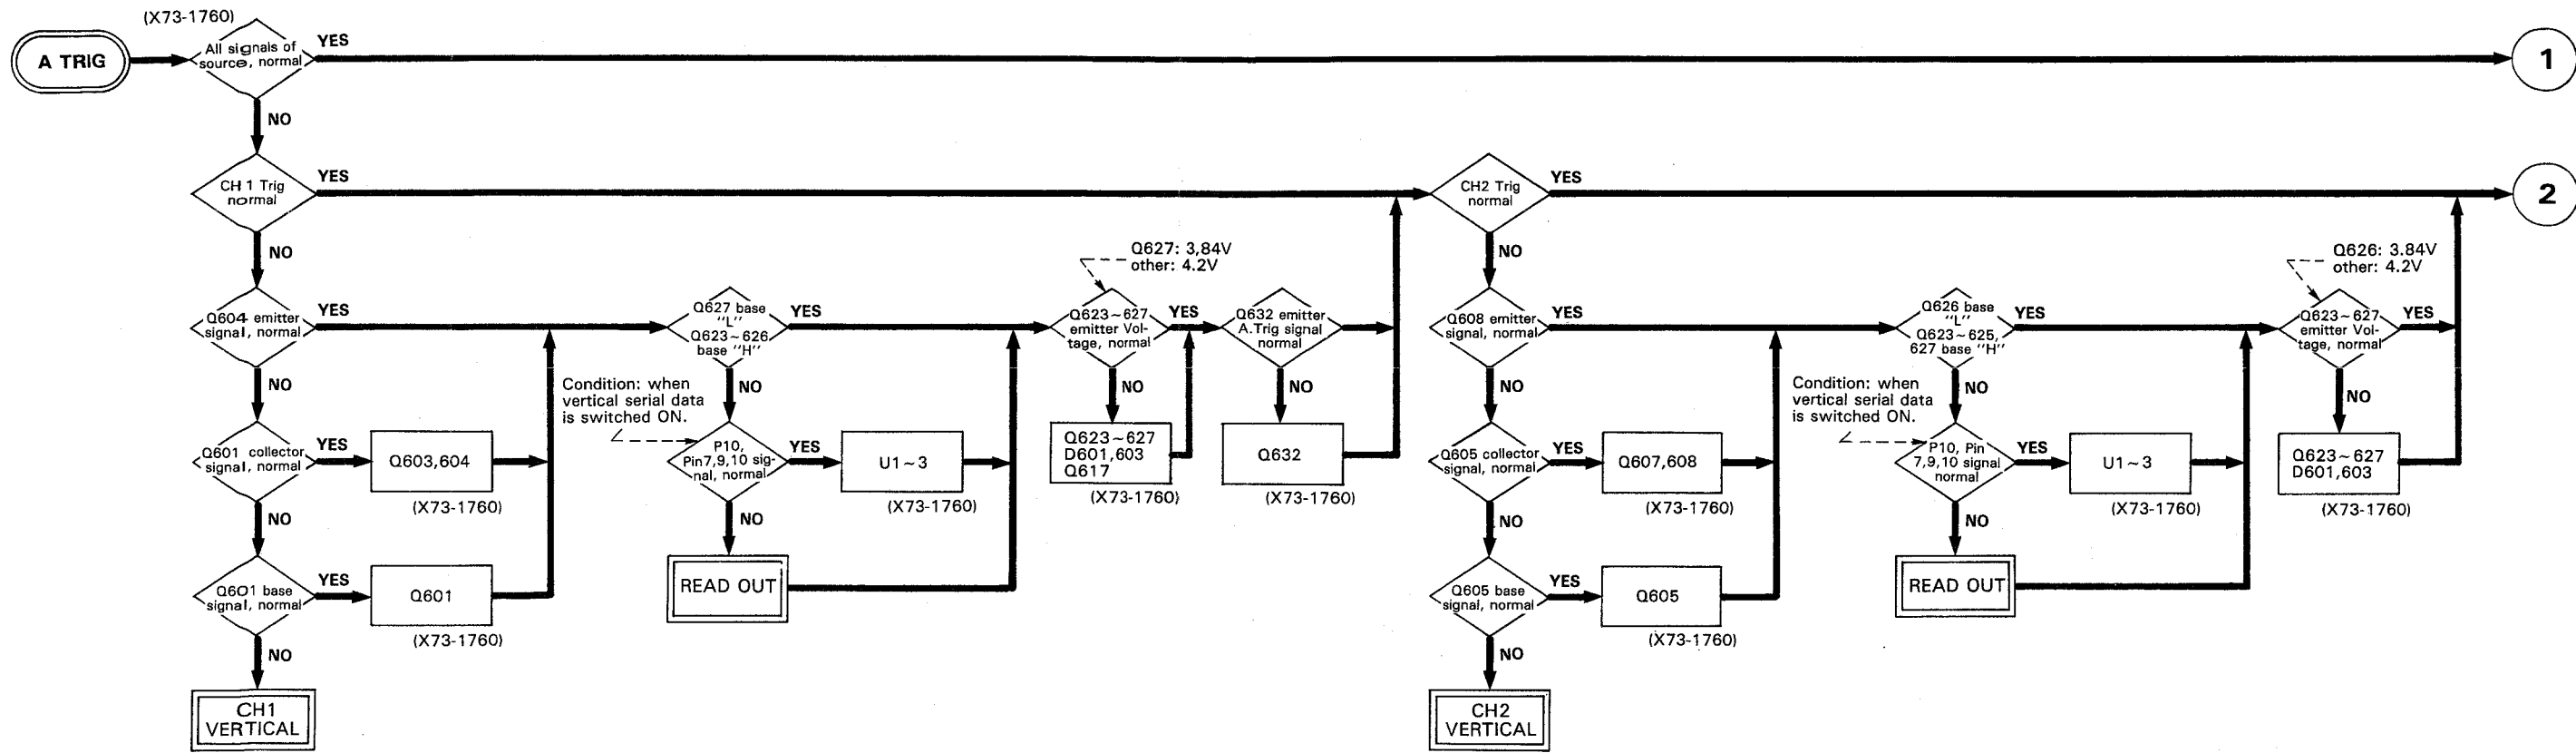 (X73-1760)
A TRIG
All signals of
source, normal
YES
1
NO
CH 1 Trig
normal
YES
CH2 Trig
normal
YES
2
NO
NO
Q627: 3,84V
other: 4.2V
Q626: 3.84V
other: 4.2V
Q604 emitter
signal, normal
YES
Q627 base
"L"
Q623~626
base "H"
YES
Q623~627
emitter Vol-
tage, normal
YES
Q632 emitter
A.Trig signal
normal
Q608 emitter
signal, normal
YES
Q626 base
"L"
Q623~625,
627 base "H"
YES
Q623~627
emitter Vol-
tage, normal
YES
NO
NO
NO
NO
NO
NO
NO
Condition: when
vertical serial data
is switched ON.
Condition: when
vertical serial data
is switched ON.
Q601 collector
signal, normal
YES
Q603,604
(X73-1760)
P10,
Pin7,9,10 sig-
nal, normal
YES
U1~3
(X73-1760)
Q623~627
D601,603
Q617
(X73-1760)
Q632
(X73-1760)
Q605 collector
signal, normal
YES
Q607,608
(X73-1760)
P10, Pin
7,9,10 signal
normal
YES
U1~3
(X73-1760)
Q623~627
D601,603
(X73-1760)
NO
NO
NO
NO
Q601 base
signal, normal
YES
Q601
(X73-1760)
READ OUT
Q605 base
signal, normal
YES
Q605
(X73-1760)
READ OUT
NO
NO
CH1
VERTICAL
CH2
VERTICAL